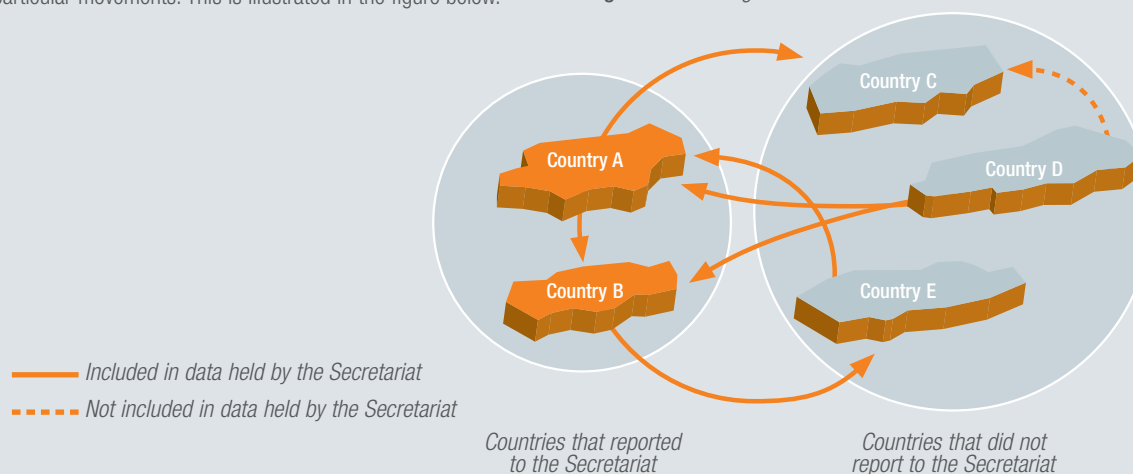 particular movements. This is illustrated in the figure below.
Country C
Country A
Country D
Country B
Country E
Included in data held by the Secretariat
Not included in data held by the Secretariat
Countries that reported
to the Secretariat
Countries that did not
report to the Secretariat